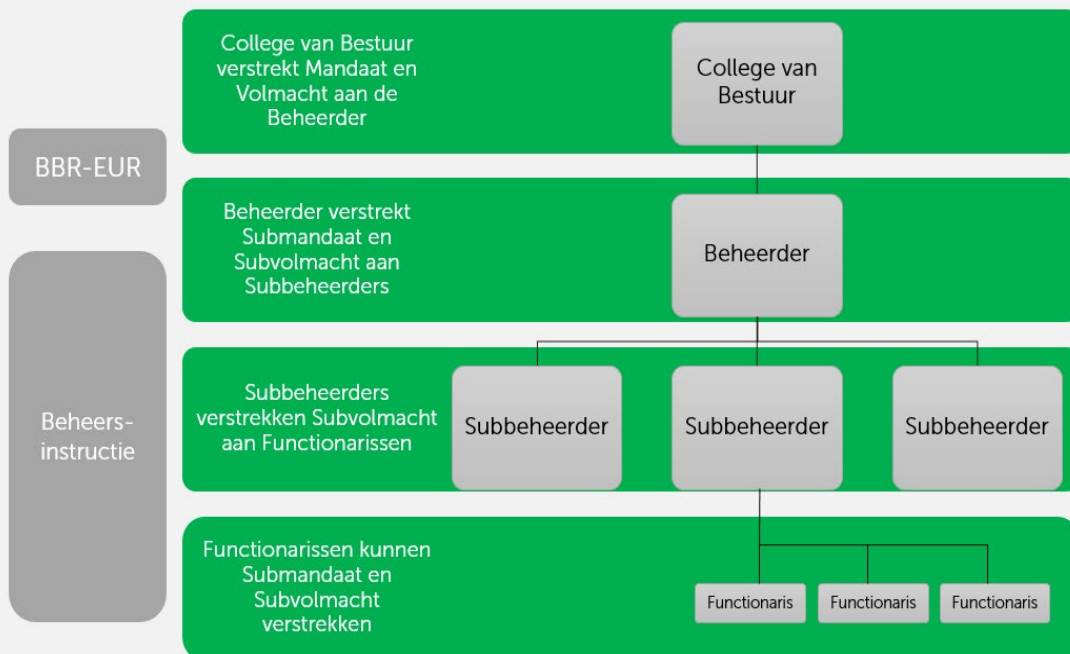 College van Bestuur
verstrekt Mandaat en
Volmacht aan de
Beheerder
College van
Bestuur
BBR-EUR
Beheerder verstrekt
Submandaat en
Subvolmacht aan
Subbeheerders
Beheerder
Beheers-
instructie
Subbeheerders
verstrekken Subvolmacht
aan Functionarissen
Subbeheerder
Subbeheerder
Subbeheerder
Functionarissen kunnen
Submandaat en
Subvolmacht
verstrekken
Functionaris
Functionaris
Functionaris